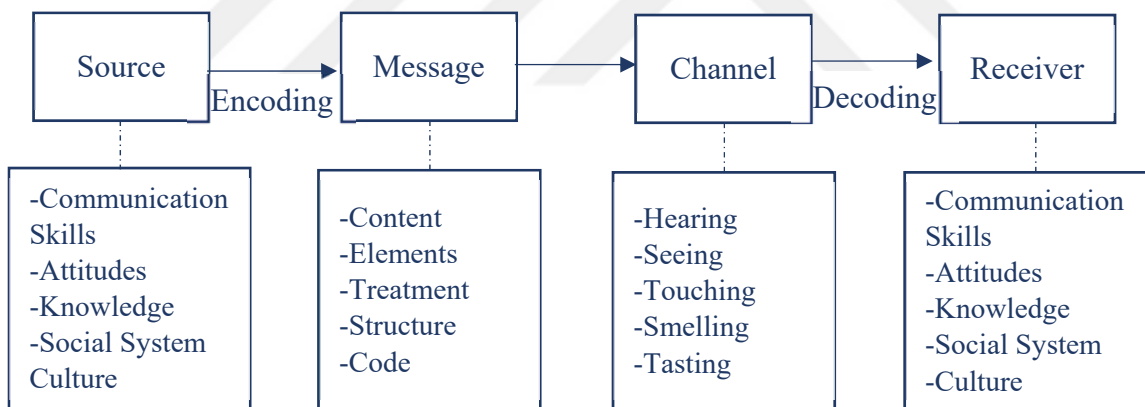 Source
Encoding
Message
Channel
Decoding
Receiver
-Communication
Skills
-Attitudes
-Knowledge
-Social System
Culture
-Content
-Elements
-Treatment
-Structure
-Code
-Hearing
-Seeing
-Touching
-Smelling
-Tasting
-Communication
Skills
-Attitudes
-Knowledge
-Social System
-Culture